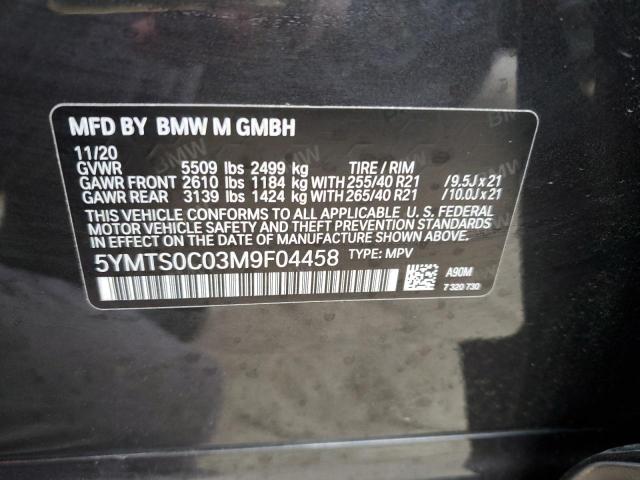 MFD BY BMW M GMBH
11/20
GVWR 5509 lbs 2499 kg TIRE / RIM
GAWR FRONT 2610 lbs 1184 kg WITH 255/40 R21 / 9.5J x 21
GAWR REAR 3139 lbs 1424 kg WITH 265/40 R21 / 10.0J x 21
THIS VEHICLE CONFORMS TO ALL APPLICABLE U. S. FEDERAL
MOTOR VEHICLE SAFETY AND THEFT PREVENTION STANDARDS
IN EFFECT ON THE DATE OF MANUFACTURE SHOWN ABOVE.
5YMTS0C03M9F04458 TYPE: MPV
A90M
7 320 730